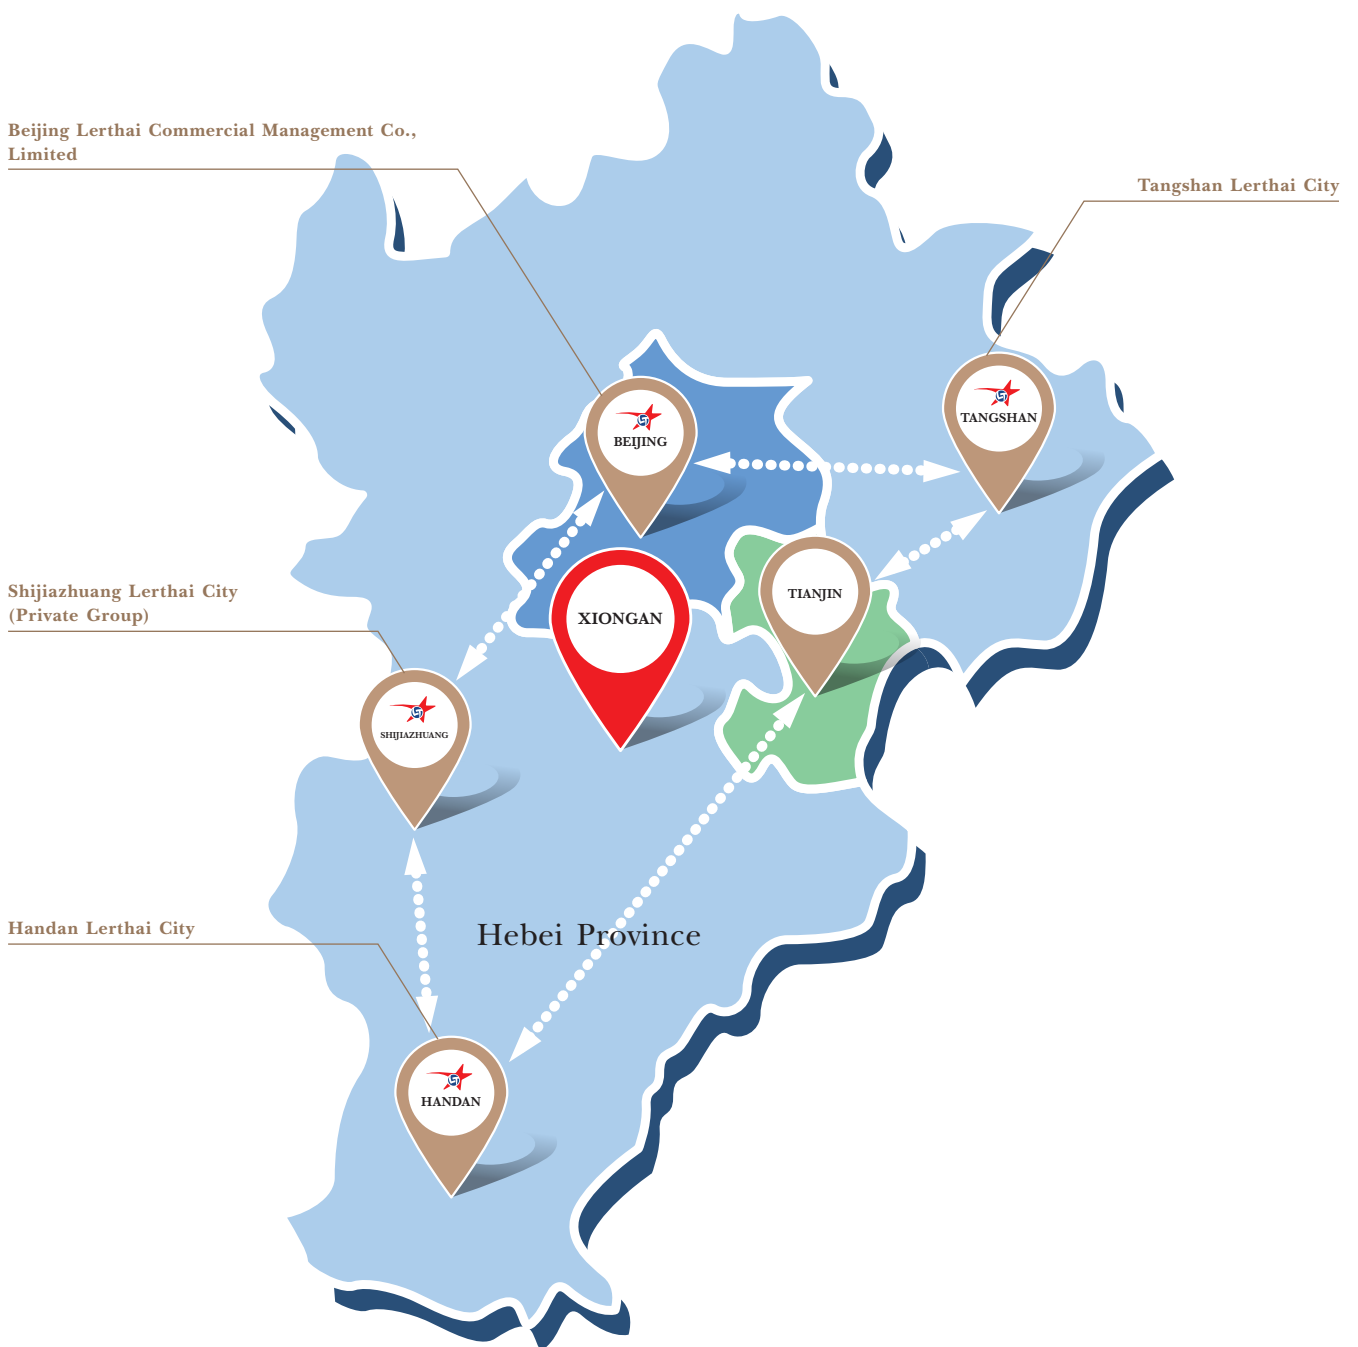 Beijing Lerthai Commercial Management Co.,
Limited
Tangshan Lerthai City
TANGSHAN
BEIJING
TIANJIN
Shijiazhuang Lerthai City
(Private Group)
XIONGAN
SHIJIAZHUANG
Handan Lerthai City
Hebei Province
HANDAN